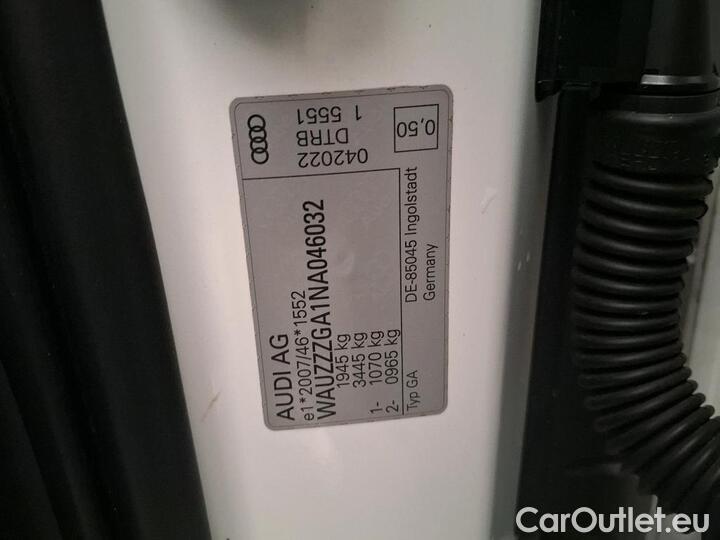 AUDI AG
e1*2007/46*1552
WAUZZZGA1NA046032
1945 kg
3445 kg
1- 1070 kg
2- 0965 kg
Typ GA
DE-85045 Ingolstadt
Germany
042022
DTRB
1 5551
0,50
CarOutlet.eu